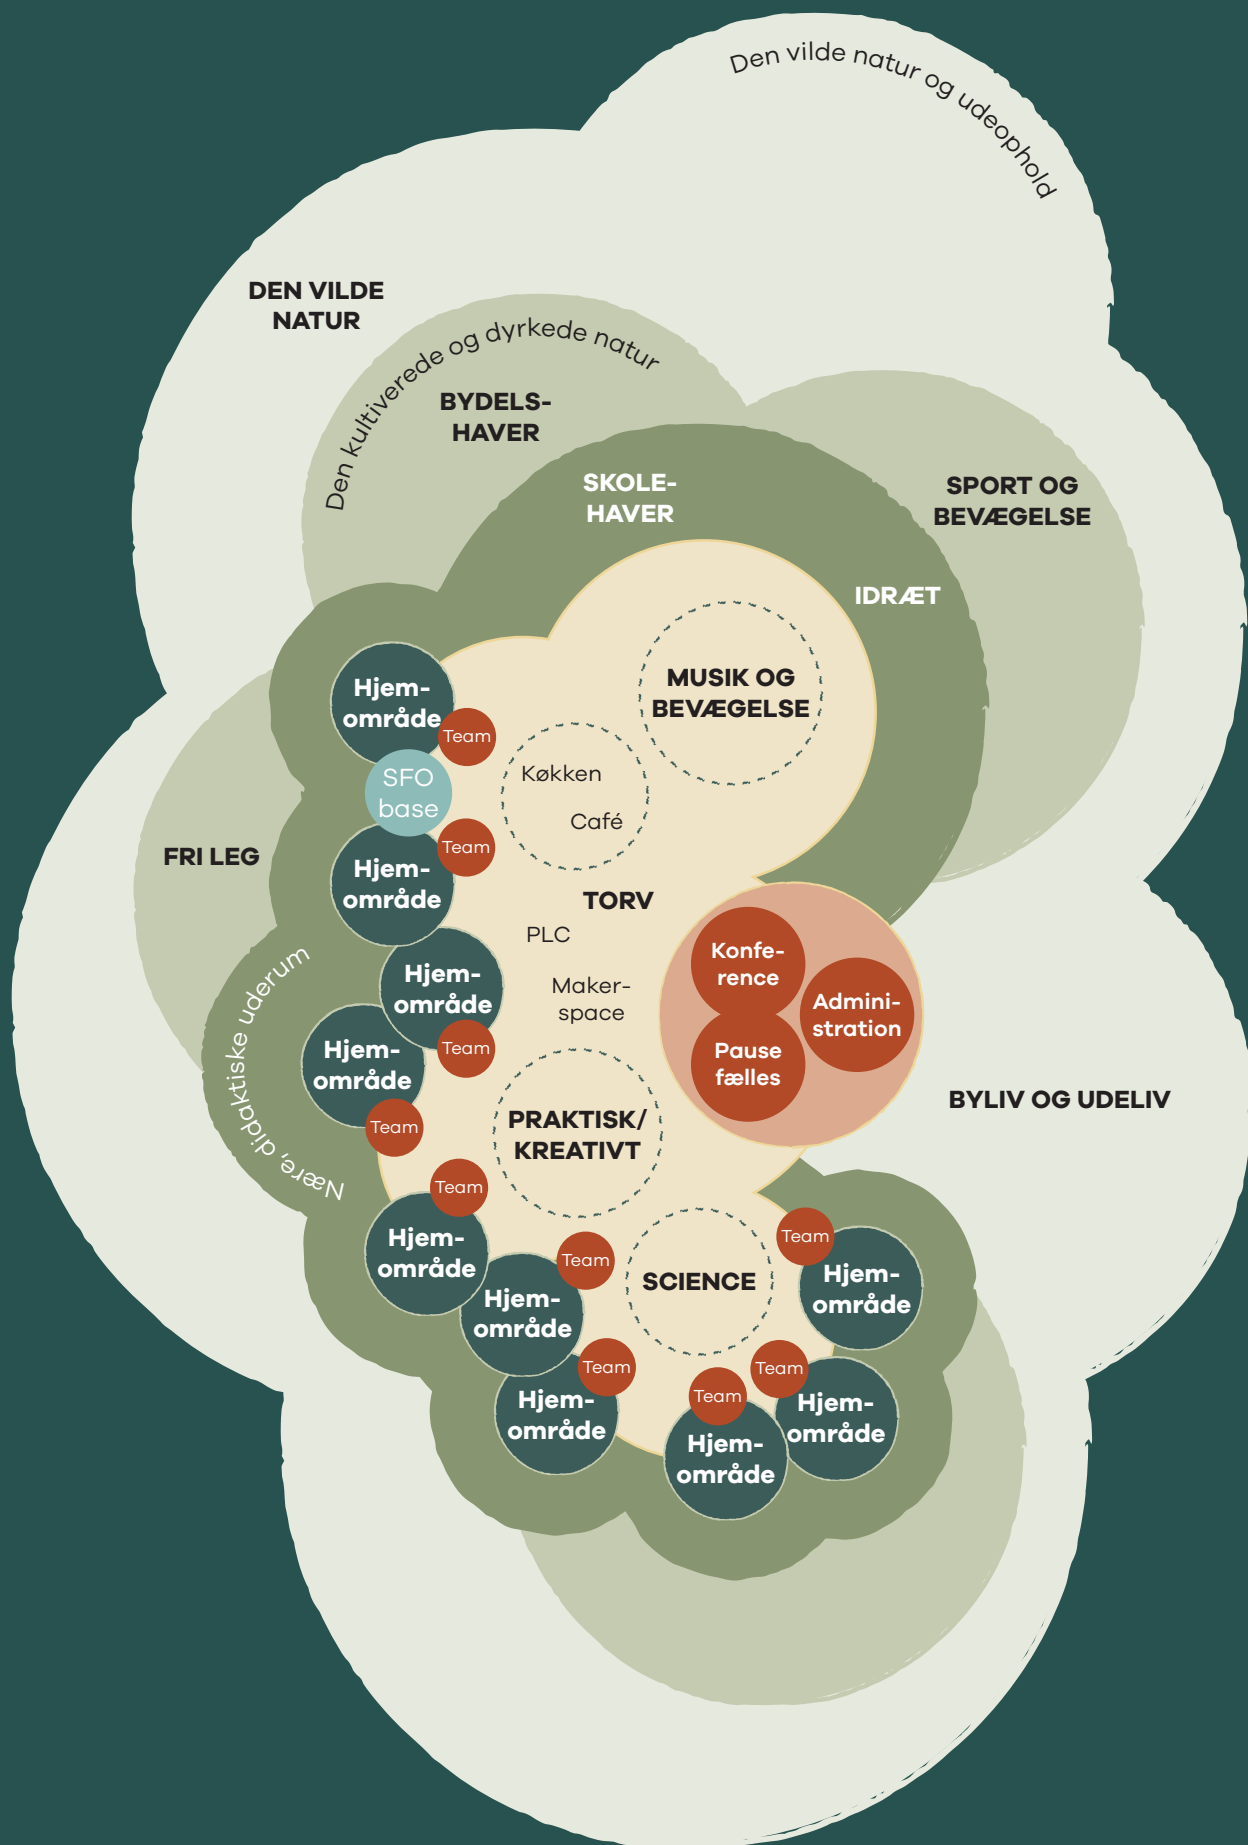 Den vilde natur og udeophold
DEN VILDE
NATUR
Den kultiverede og dyrkede natur
BYDELS-
HAVER
SKOLE-
HAVER
SPORT OG
BEVÆGELSE
IDRÆT
MUSIK OG
BEVÆGELSE
Hjem-
område
Team
SFO
base
Køkken
Café
Team
Hjem-
område
FRI LEG
TORV
PLC
Maker-
space
Konfe-
rence
Admini-
stration
Pause
fælles
Hjem-
område
Team
Hjem-
område
Team
Nære, didaktiske uderum
BYLIV OG UDELIV
PRAKTISK/
KREATIVT
Team
Hjem-
område
Team
Hjem-
område
SCIENCE
Team
Hjem-
område
Team
Hjem-
område
Team
Hjem-
område
Team
Hjem-
område